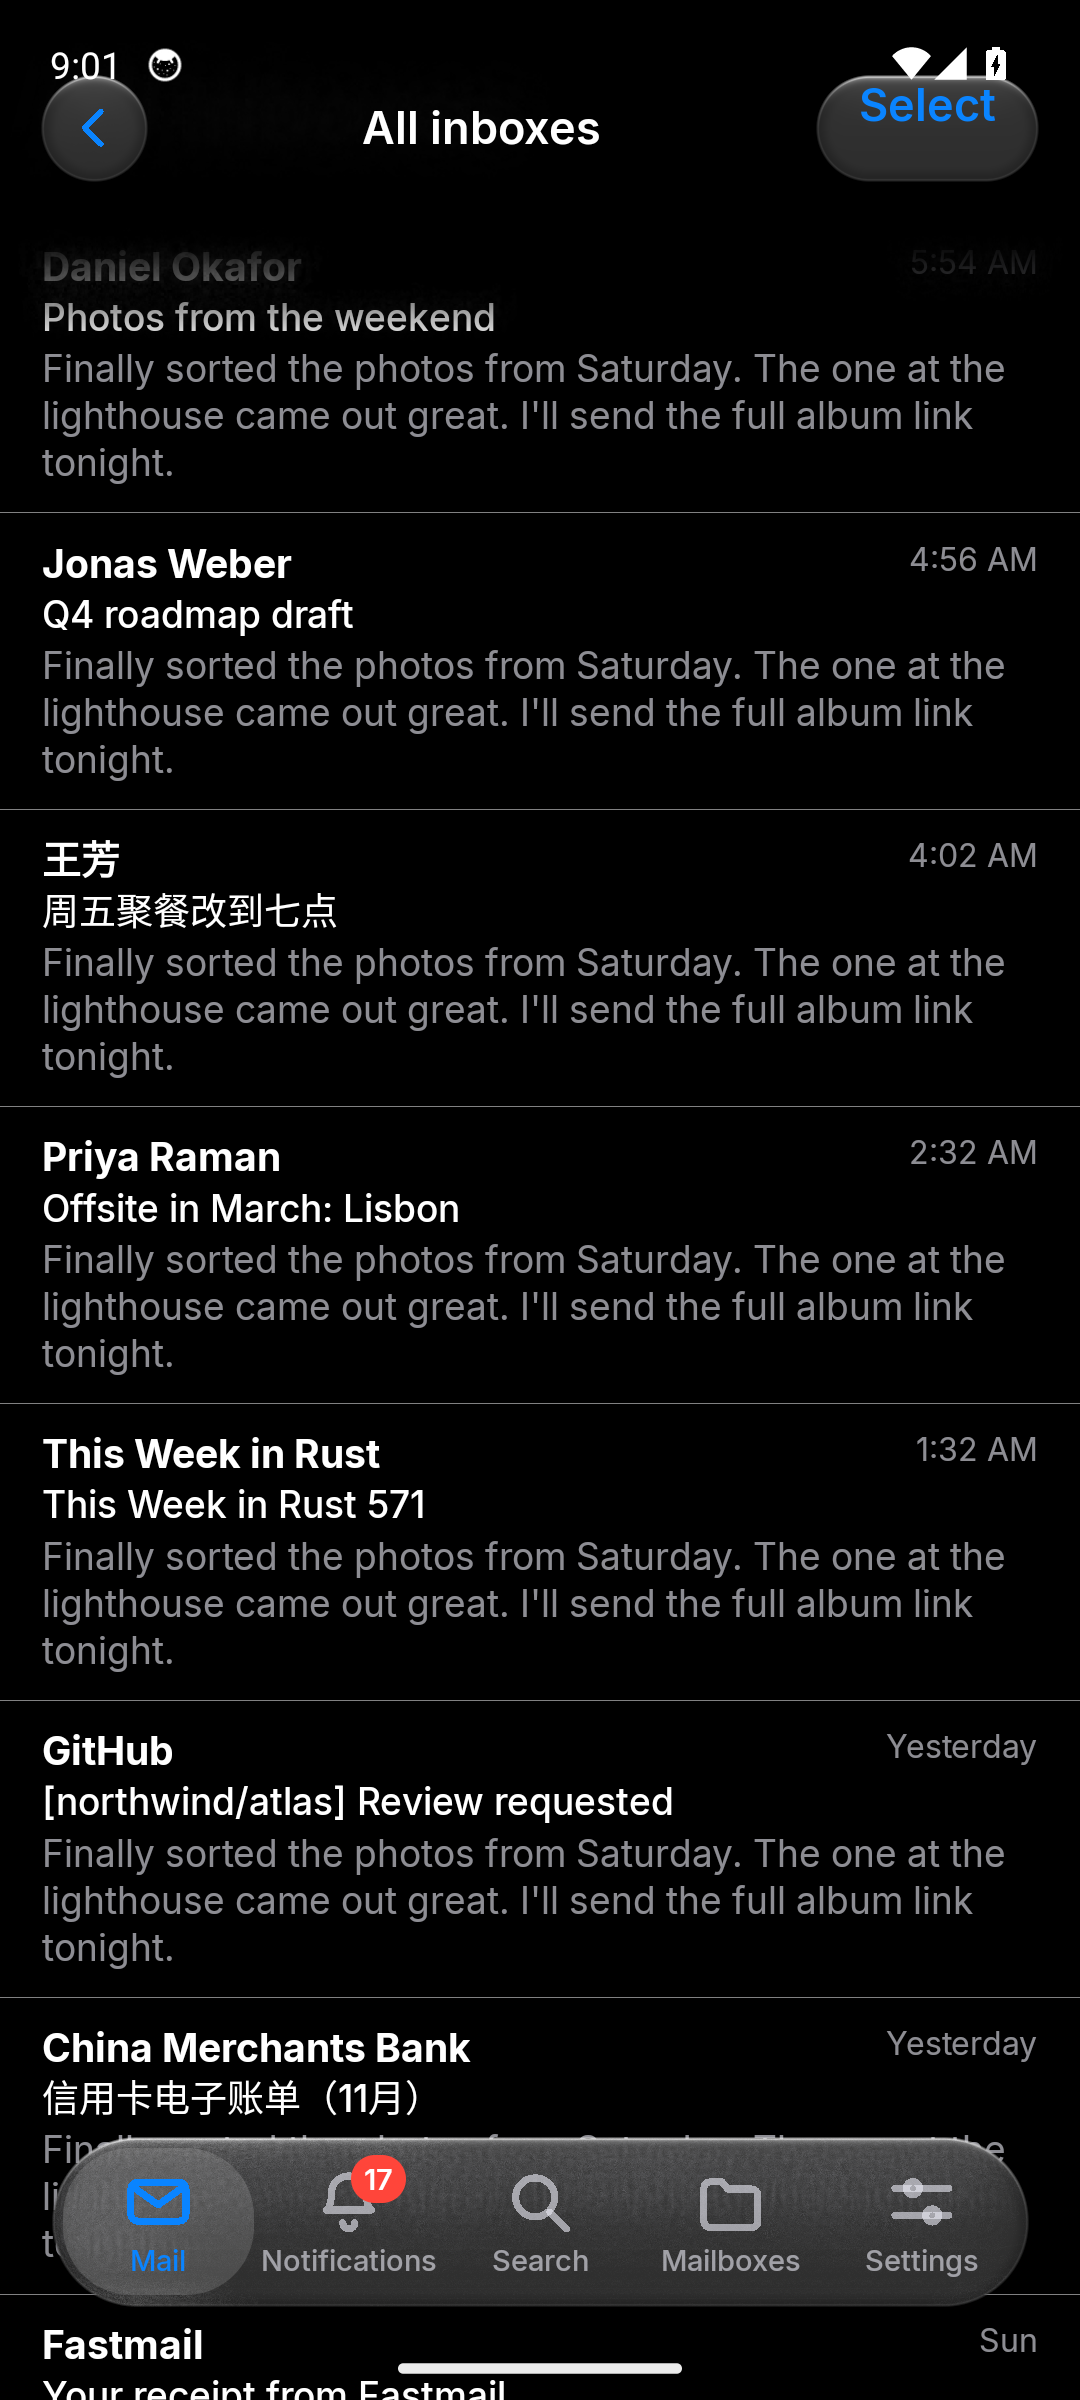 9:01
All inboxes
Select
Daniel Okafor
5:54 AM
Photos from the weekend
Finally sorted the photos from Saturday. The one at the
lighthouse came out great. I'll send the full album link
tonight.
Jonas Weber
4:56 AM
Q4 roadmap draft
Finally sorted the photos from Saturday. The one at the
lighthouse came out great. I'll send the full album link
tonight.
王芳
4:02 AM
周五聚餐改到七点
Finally sorted the photos from Saturday. The one at the
lighthouse came out great. I'll send the full album link
tonight.
Priya Raman
2:32 AM
Offsite in March: Lisbon
Finally sorted the photos from Saturday. The one at the
lighthouse came out great. I'll send the full album link
tonight.
This Week in Rust
1:32 AM
This Week in Rust 571
Finally sorted the photos from Saturday. The one at the
lighthouse came out great. I'll send the full album link
tonight.
GitHub
Yesterday
[northwind/atlas] Review requested
Finally sorted the photos from Saturday. The one at the
lighthouse came out great. I'll send the full album link
tonight.
China Merchants Bank
Yesterday
信用卡电子账单（11月）
17
Mail
Notifications
Search
Mailboxes
Settings
Fastmail
Sun
Your receipt from Fastmail